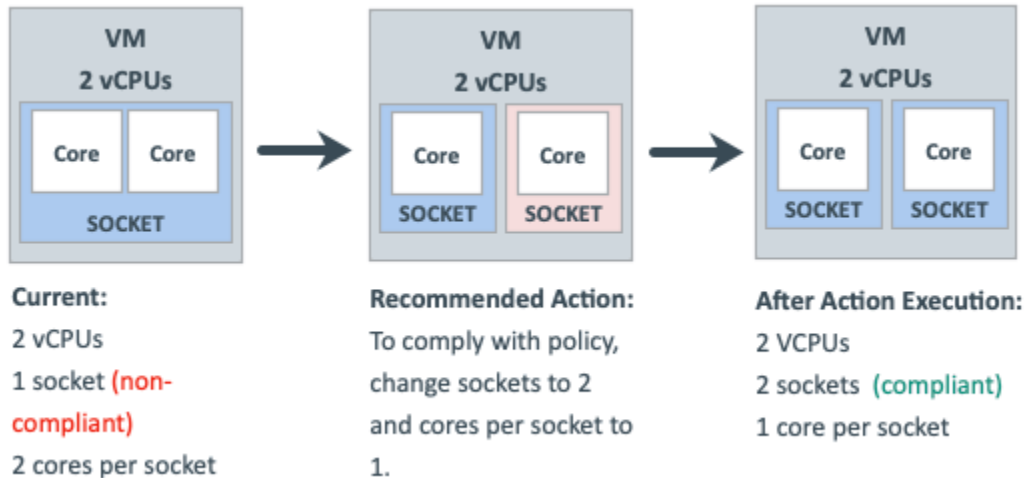 VM
2 vCPUs
Core Core
SOCKET
VM
2 vCPUs
Core Core
SOCKET SOCKET
VM
2 vCPUs
Core Core
SOCKET SOCKET
Current:
2 vCPUs
1 socket (non-
compliant)
2 cores per socket
Recommended Action:
To comply with policy,
change sockets to 2
and cores per socket to
1.
After Action Execution:
2 VCPUs
2 sockets (compliant)
1 core per socket